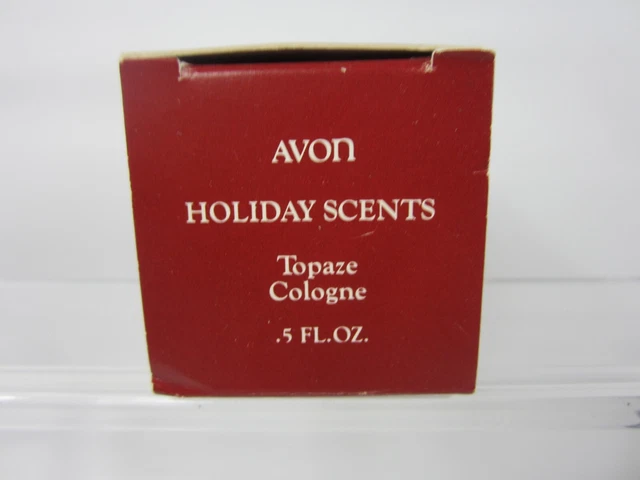 AVON
HOLIDAY SCENTS
Topaze
Cologne
.5 FL.OZ.